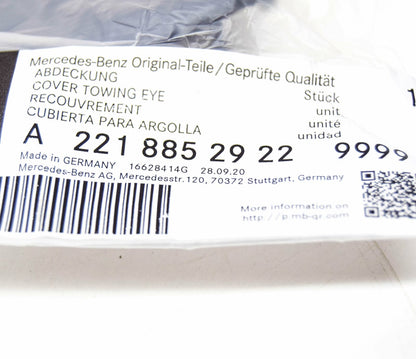 Mercedes-Benz Original-Teile/Geprüfte Qualität
ABDECKUNG
COVER TOWING EYE
RECOUVREMENT
CUBIERTA PARA ARGOLLA
Stück
unit
unité
unidad
1
A 221 885 29 22 9999
Made in GERMANY 16628414G 28.09.20
Mercedes-Benz AG, Mercedesstr.120, 70372 Stuttgart, Germany
More information on
http://p.mb-qr.com/